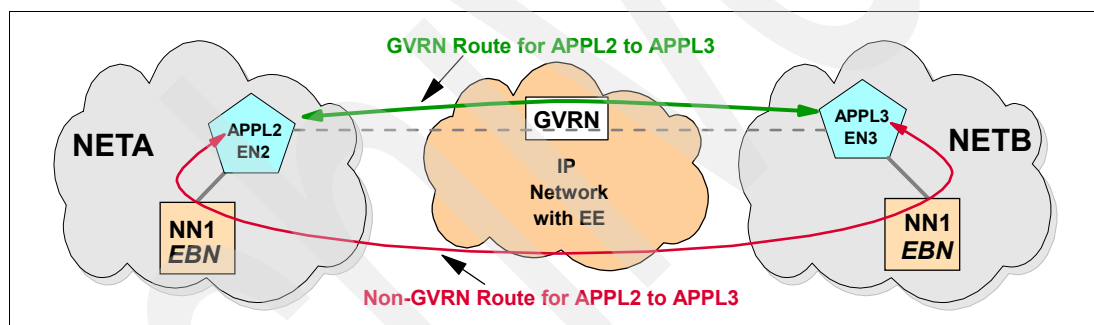 GVRN Route for APPL2 to APPL3
NETA
APPL2
EN2
NN1
EBN
GVRN
IP
Network
with EE
APPL3
EN3
NETB
NN1
EBN
Non-GVRN Route for APPL2 to APPL3